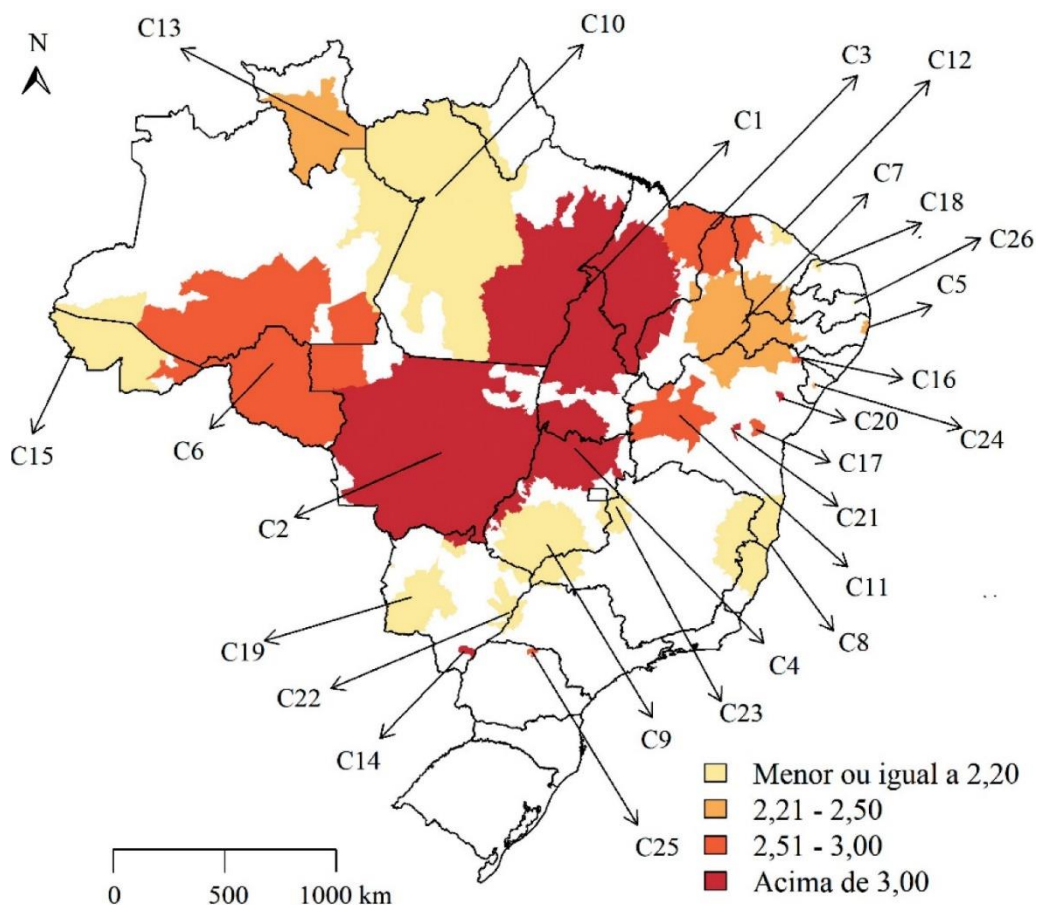 C13
C10
N
C3
C12
C1
C7
C18
C26
C5
C16
C20
C24
C15
C6
C17
C2
C21
C11
C8
C19
C4
C22
C23
C14
C9
C25
Menor ou igual a 2,20
2,21 - 2,50
2,51 - 3,00
Acima de 3,00
0 500 1000 km